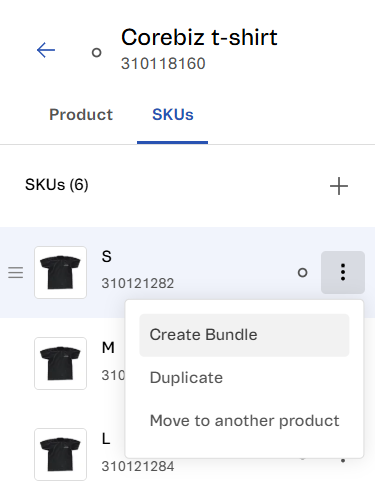 Corebiz t-shirt
310118160
Product SKUs
SKUs (6)
S
310121282
Create Bundle
M
310
Duplicate
Move to another product
L
310121284